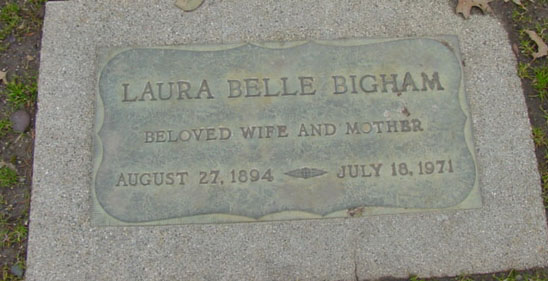 LAURA BELLE BIGHAM
BELOVED WIFE AND MOTHER
AUGUST 27, 1894 JULY 18, 1971